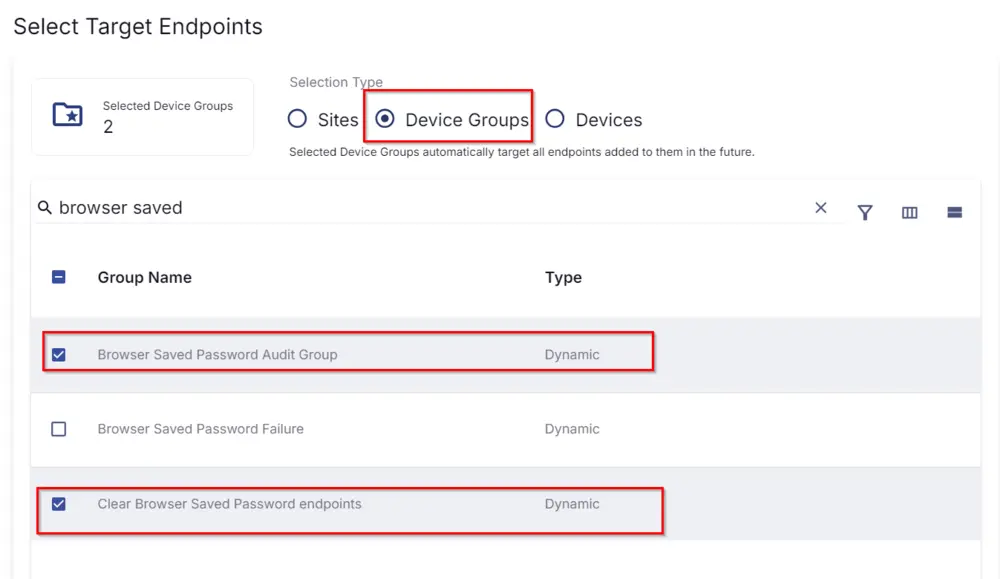 Select Target Endpoints
Selection Type
Selected Device Groups
2
Sites Device Groups Devices
Selected Device Groups automatically target all endpoints added to them in the future.
browser saved
Group Name Type
Browser Saved Password Audit Group Dynamic
Browser Saved Password Failure Dynamic
Clear Browser Saved Password endpoints Dynamic